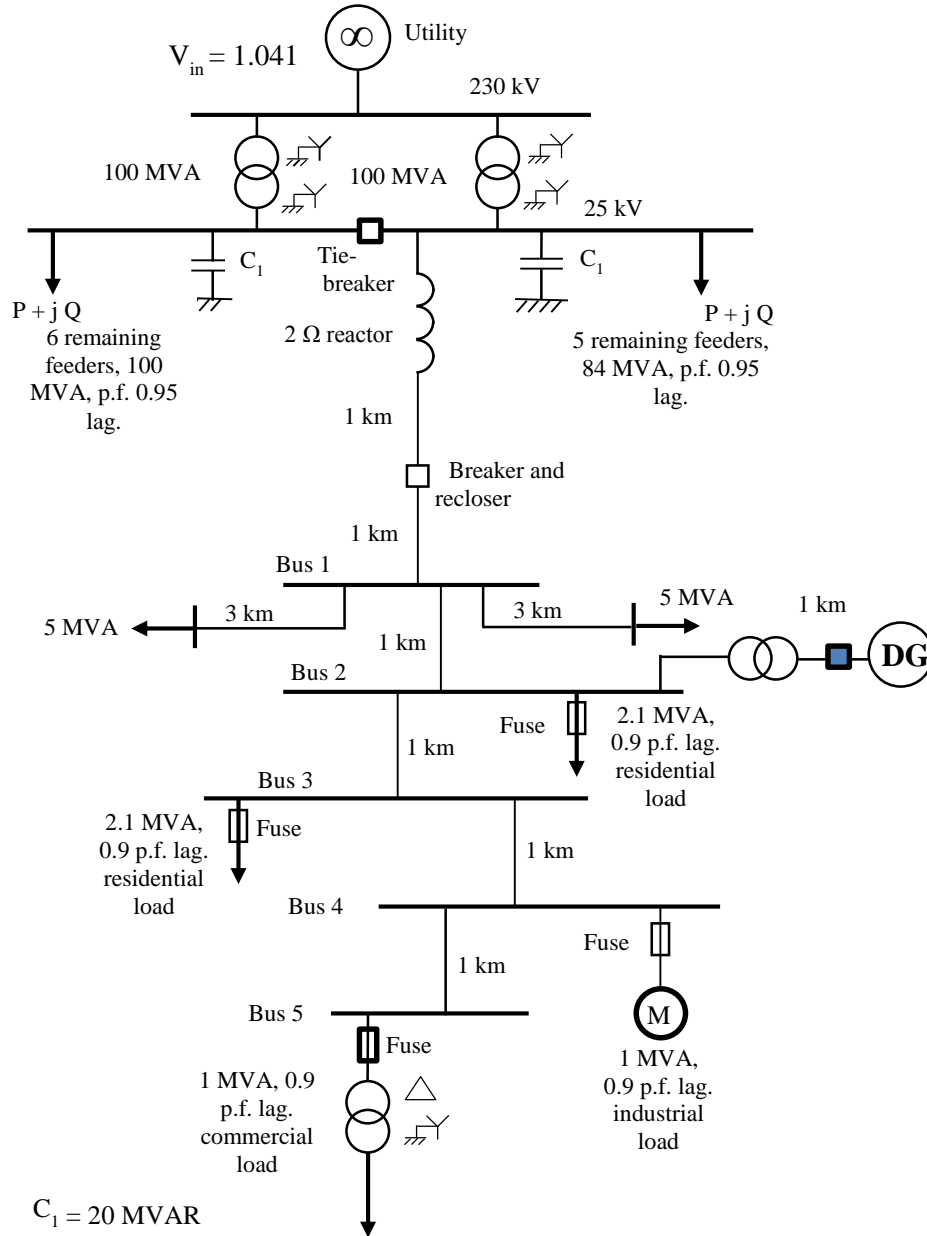 Utility
V_in = 1.041
∞
230 kV
100 MVA
100 MVA
25 kV
C_1
Tie-
breaker
C_1
P + j Q
6 remaining
feeders, 100
MVA, p.f. 0.95
lag.
2 Ω reactor
P + j Q
5 remaining feeders,
84 MVA, p.f. 0.95
lag.
1 km
Breaker and
recloser
1 km
Bus 1
3 km
3 km
5 MVA
5 MVA
1 km
1 km
DG
Bus 2
Fuse
2.1 MVA,
0.9 p.f. lag.
residential
load
1 km
Bus 3
2.1 MVA,
0.9 p.f. lag.
residential
load
Fuse
1 km
Bus 4
Fuse
1 km
M
Bus 5
Fuse
1 MVA, 0.9
p.f. lag.
commercial
load
1 MVA,
0.9 p.f. lag.
industrial
load
C_1 = 20 MVAR